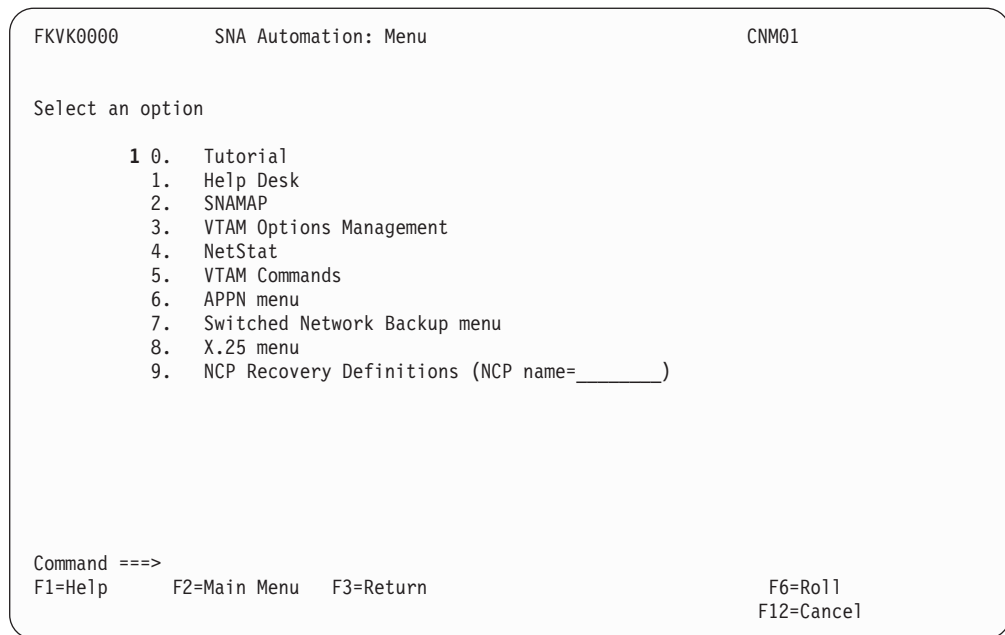 FKVK0000 SNA Automation: Menu CNM01
Select an option
1 0. Tutorial
1. Help Desk
2. SNAMAP
3. VTAM Options Management
4. NetStat
5. VTAM Commands
6. APPN menu
7. Switched Network Backup menu
8. X.25 menu
9. NCP Recovery Definitions (NCP name=________)
Command ===>
F1=Help F2=Main Menu F3=Return F6=Roll
F12=Cancel